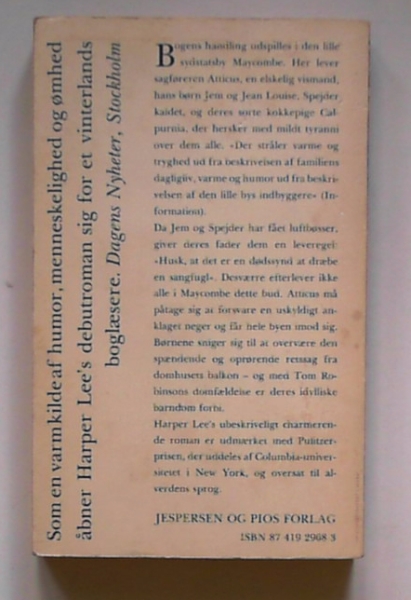 Som en varm kilde af humor, menneskelighed og ømhed
åbner Harper Lee's debutroman sig for et vinterlands
boglæsere. Dagens Nyheter, Stockholm
Bogens handling udspilles i den lille
sydstatsby Maycombe. Her lever
sagføreren Atticus, en elskelig vismand,
hans børn Jem og Jean Louise, Spejder
kaldet, og deres sorte kokkepige Cal-
purnia, der hersker med mildt tyranni
over dem alle. »Der stråler varme og
tryghed ud fra beskrivelsen af familiens
dagligliv, varme og humor ud fra beskri-
velsen af den lille bys indbyggere« (In-
formation).
Da Jem og Spejder har fået luftbøsser,
giver deres fader dem en leveregel:
»Husk, at det er en dødssynd at dræbe
en sangfugl«. Desværre efterlever ikke
alle i Maycombe dette bud. Atticus må
påtage sig at forsvare en uskyldigt an-
klaget neger og får hele byen imod sig.
Børnene sniger sig til at overvære den
spændende og oprørende retssag fra
domhusets balkon – og med Tom Ro-
binsons domfældelse er deres idylliske
barndom forbi.
Harper Lee's ubeskriveligt charmeren-
de roman er udmærket med Pulitzer-
prisen, der uddeles af Columbia-univer-
sitetet i New York, og oversat til al-
verdens sprog.
JESPERSEN OG PIOS FORLAG
ISBN 87 419 2968 3